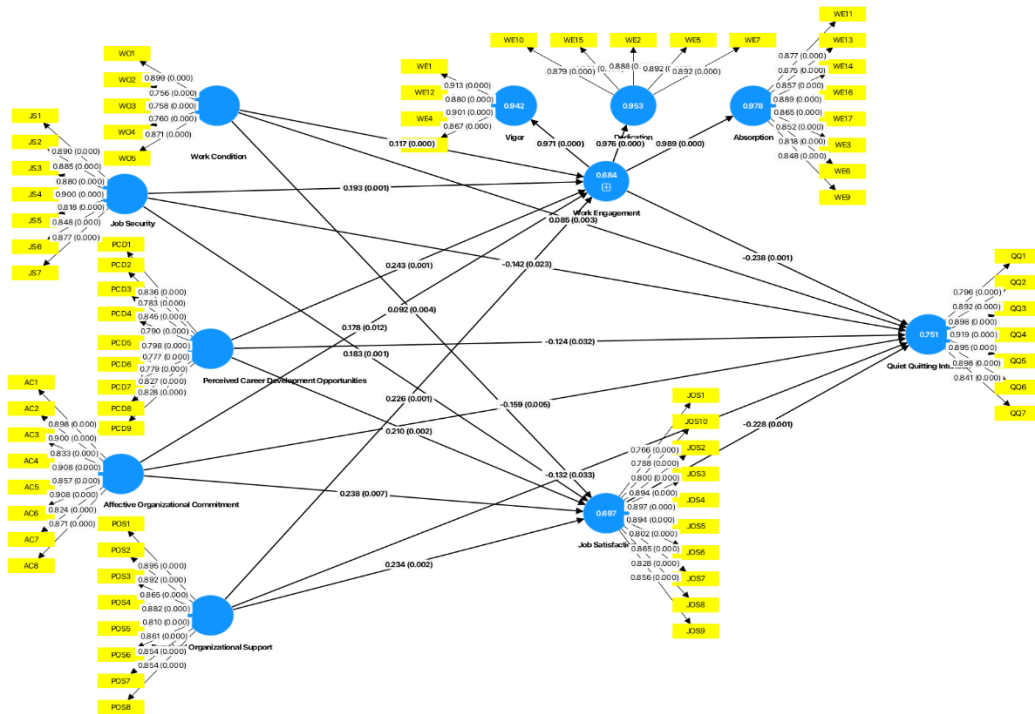 WE11
WE10
WE15
WE2
WE5
WE7
WE13
WO1
0.899 (0.000)
WO2
0.756 (0.000)
WO3
0.758 (0.000)
WO4
0.760 (0.000)
0.871 (0.000)
WO5
Work Condition
WE1
0.913 (0.000)
WE12
0.880 (0.000)
0.901 (0.000)
WE4
0.867 (0.000)
0.942
Vigor
0.879 (0.000)
0.888
0.892
0.892 (0.000)
0.953
0.877 (0.000)
0.875 (0.000)
WE14
0.857 (0.000)
0.889 (0.000)
WE16
0.865 (0.000)
WE17
0.852 (0.000)
0.818 (0.000)
WE3
0.848 (0.000)
WE6
WE9
0.978
Absorption
0.971 (0.000)
0.976 (0.000)
0.989 (0.000)
0.117 (0.000)
0.684
Work Engagement
0.085 (0.003)
JS1
JS2
0.890 (0.000)
JS3
0.885 (0.000)
0.880 (0.000)
JS4
0.900 (0.000)
0.818 (0.000)
JS5
0.848 (0.000)
JS6
0.877 (0.000)
JS7
Job Security
0.193 (0.001)
-0.142 (0.023)
0.243 (0.001)
-0.238 (0.001)
PCD1
PCD2
0.836 (0.000)
PCD3
0.783 (0.000)
0.845 (0.000)
PCD4
0.790 (0.000)
PCD5
0.798 (0.000)
PCD6
0.777 (0.000)
0.779 (0.000)
PCD7
0.827 (0.000)
PCD8
0.828 (0.000)
PCD9
Perceived Career Development Opportunities
0.092 (0.004)
0.178 (0.012)
-0.124 (0.032)
0.183 (0.001)
QQ1
0.796 (0.000)
QQ2
0.892 (0.000)
QQ3
0.898 (0.000)
0.919 (0.000)
QQ4
0.895 (0.000)
QQ5
0.898 (0.000)
QQ6
0.841 (0.000)
QQ7
0.751
Quiet Quitting
0.226 (0.001)
-0.159 (0.005)
0.210 (0.002)
-0.228 (0.001)
AC1
AC2
0.898 (0.000)
AC3
0.900 (0.000)
0.833 (0.000)
AC4
0.908 (0.000)
0.857 (0.000)
AC5
0.908 (0.000)
AC6
0.824 (0.000)
AC7
0.871 (0.000)
AC8
Affective Organizational Commitment
-0.132 (0.033)
0.238 (0.007)
0.234 (0.002)
JOS1
JOS10
0.766 (0.000)
JOS2
0.788 (0.000)
0.800 (0.000)
JOS3
0.894 (0.000)
0.897 (0.000)
JOS4
0.894 (0.000)
JOS5
0.802 (0.000)
0.865 (0.000)
JOS6
0.828 (0.000)
JOS7
0.856 (0.000)
JOS8
JOS9
0.697
Job Satisfaction
POS1
POS2
0.895 (0.000)
0.892 (0.000)
POS3
0.865 (0.000)
POS4
0.882 (0.000)
0.810 (0.000)
POS5
0.861 (0.000)
POS6
0.854 (0.000)
POS7
0.854 (0.000)
POS8
Organizational Support